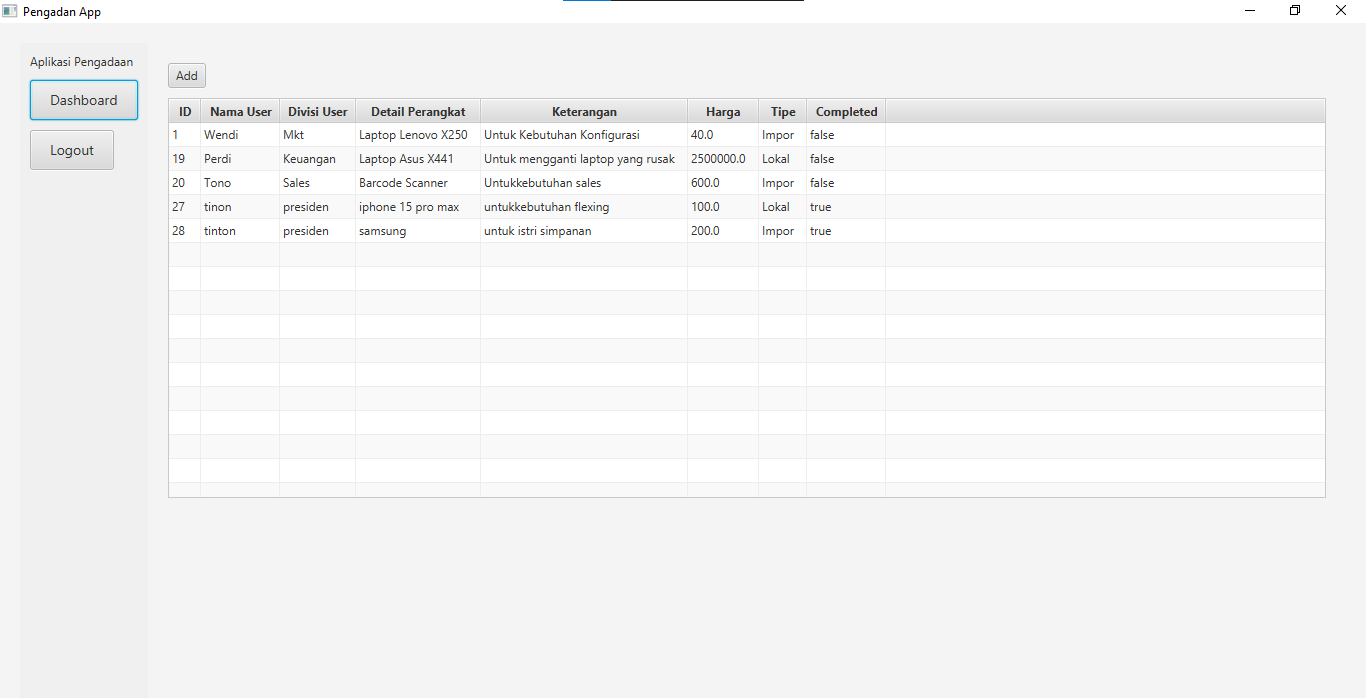 Pengadan App
Aplikasi Pengadaan
Dashboard
Logout
Add
ID Nama User Divisi User Detail Perangkat Keterangan Harga Tipe Completed
1 Wendi Mkt Laptop Lenovo X250 Untuk Kebutuhan Konfigurasi 40.0 Impor false
19 Perdi Keuangan Laptop Asus X441 Untuk mengganti laptop yang rusak 2500000.0 Lokal false
20 Tono Sales Barcode Scanner Untukkebutuhan sales 600.0 Impor false
27 tinon presiden iphone 15 pro max untukkebutuhan flexing 100.0 Lokal true
28 tinton presiden samsung untuk istri simpanan 200.0 Impor true